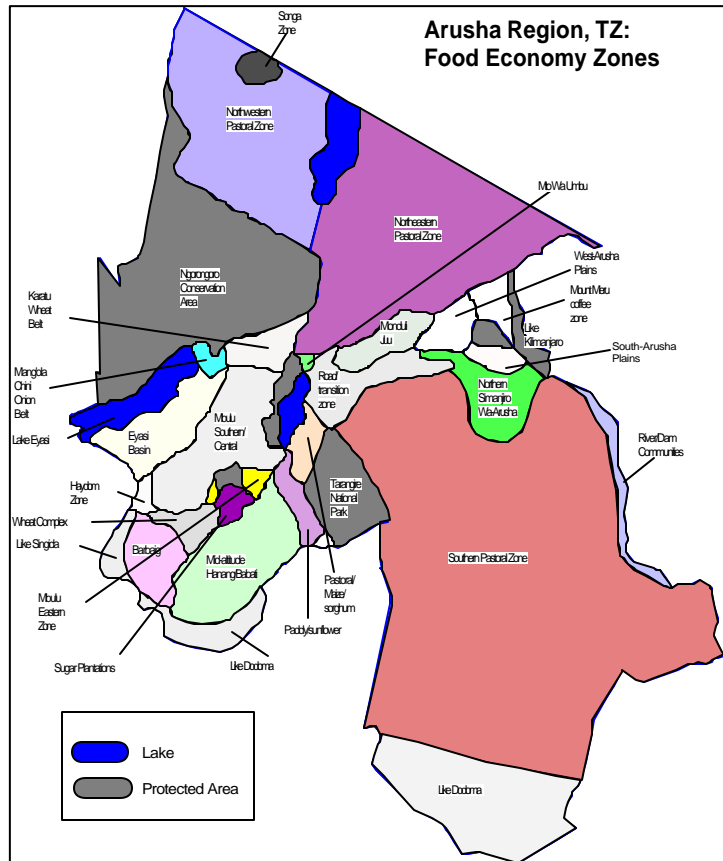 Arusha Region, TZ:
Food Economy Zones
Songa
Zone
Northwestern
Pastoral Zone
Mto Wa Umbu
Northeastern
Pastoral Zone
West-Arusha
Plains
Ngorongoro
Conservation
Area
Mount Maru
coffee
zone
Karatu
Wheat
Belt
Monduli
Juu
Like
Kilimanjaro
South-Arusha
Plains
Mangola
Chini
Onion
Belt
Road/
transition
zone
Northern
Simanjiro
Wa-Arusha
Mbulu
Southern/
Central
Lake Eyasi
Eyasi
Basin
River/Dam
Communities
Haydom
Zone
Tarangire
National
Park
Wheat Complex
Like Singida
Barbaig
Southern Pastoral Zone
Mid-altitude
Hanang/Babati
Pastoral/
Maize/
sorghum
Mbulu
Eastern
Zone
Paddy/sunflower
Sugar Plantations
Like Dodoma
Lake
Protected Area
Like Dodoma